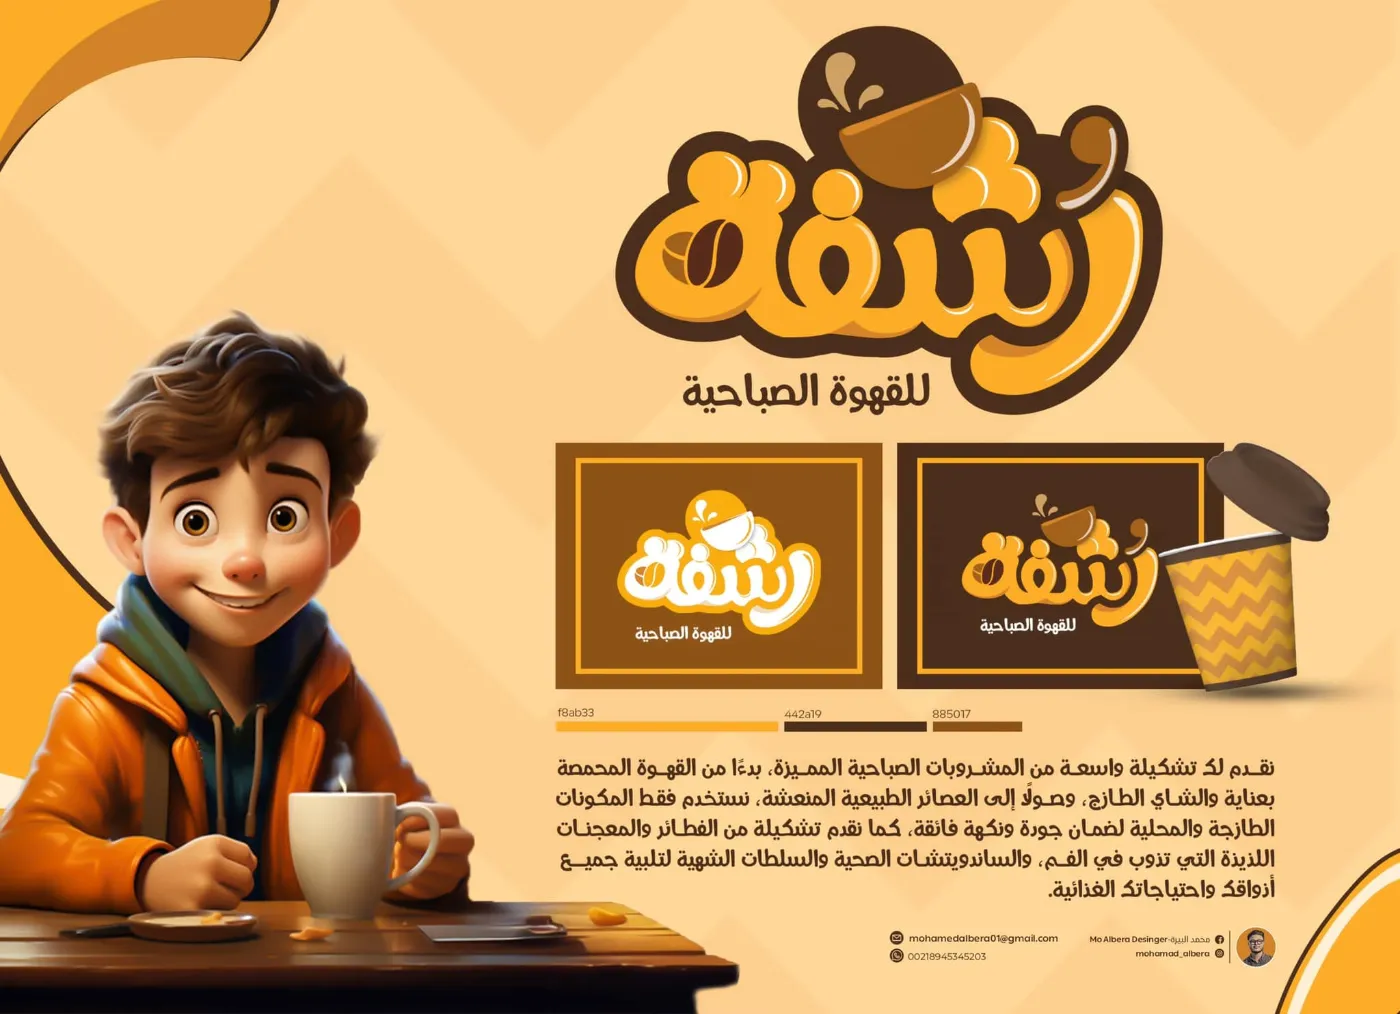 رُشفة
للقهوة الصباحية
رشفة
للقهوة الصباحية
رُشفة
للقهوة الصباحية
f8ab33
442a19
885017
نقدم لك تشكيلة واسعة من المشروبات الصباحية المميزة، بدءًا من القهوة المحمصة
بعناية والشاي الطازج، وصولًا إلى العصائر الطبيعية المنعشة، نستخدم فقط المكونات
الطازجة والمحلية لضمان جودة ونكهة فائقة، كما نقدم تشكيلة من الفطائر والمعجنات
اللذيذة التي تذوب في الفم، والساندويتشات الصحية والسلطات الشهية لتلبية جميع
أذواقك واحتياجاتك الغذائية.
mohamedalbera01@gmail.com
00218945345203
Mo Albera Desinger-محمد البيرة
mohamad_albera